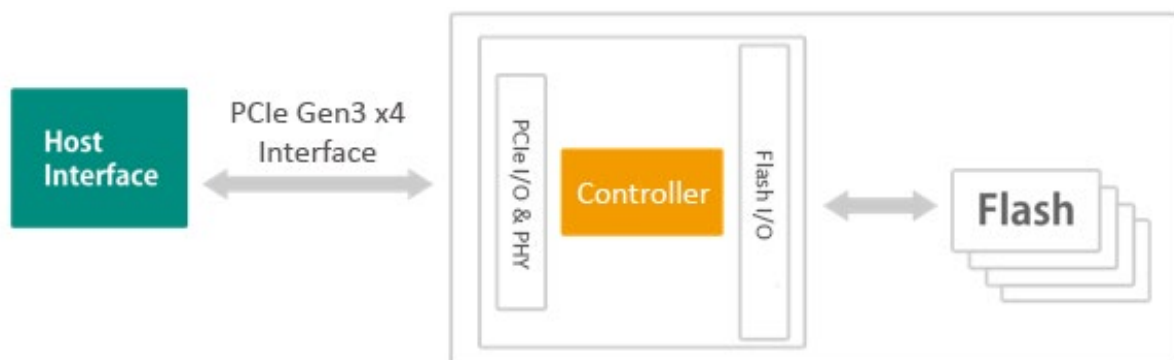 Host
Interface
PCIe Gen3 x4
Interface
PCIe I/O & PHY
Controller
Flash I/O
Flash